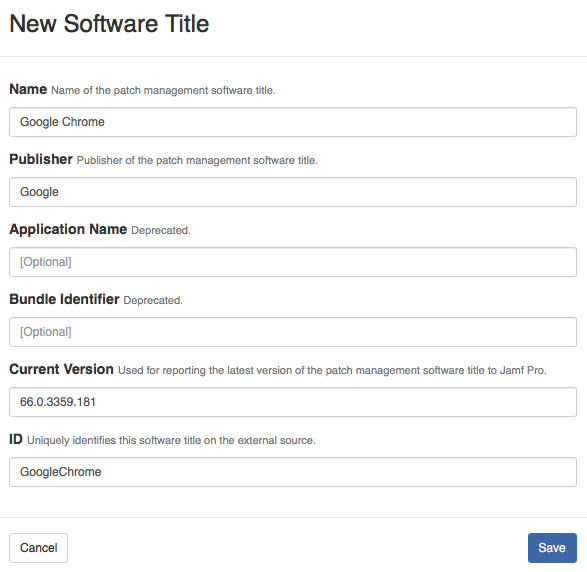 New Software Title
Name Name of the patch management software title.
Google Chrome
Publisher Publisher of the patch management software title.
Google
Application Name Deprecated.
[Optional]
Bundle Identifier Deprecated.
[Optional]
Current Version Used for reporting the latest version of the patch management software title to Jamf Pro.
66.0.3359.181
ID Uniquely identifies this software title on the external source.
GoogleChrome
Cancel Save